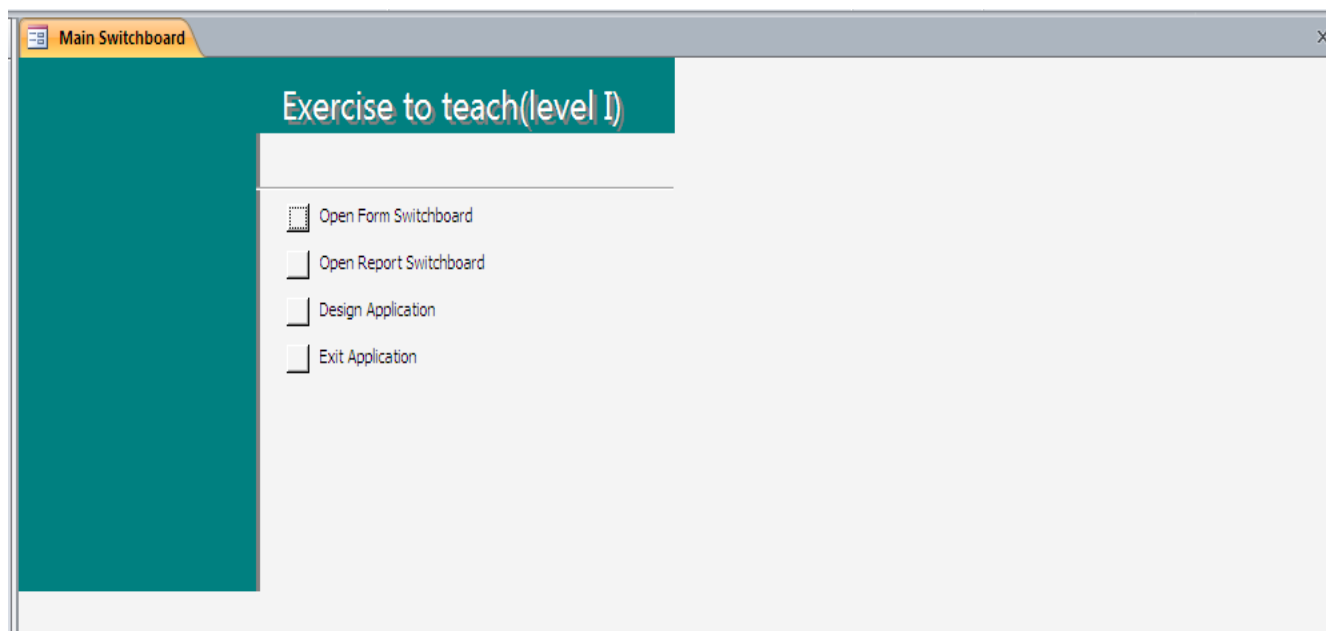 Main Switchboard
Exercise to teach(level I)
Open Form Switchboard
Open Report Switchboard
Design Application
Exit Application